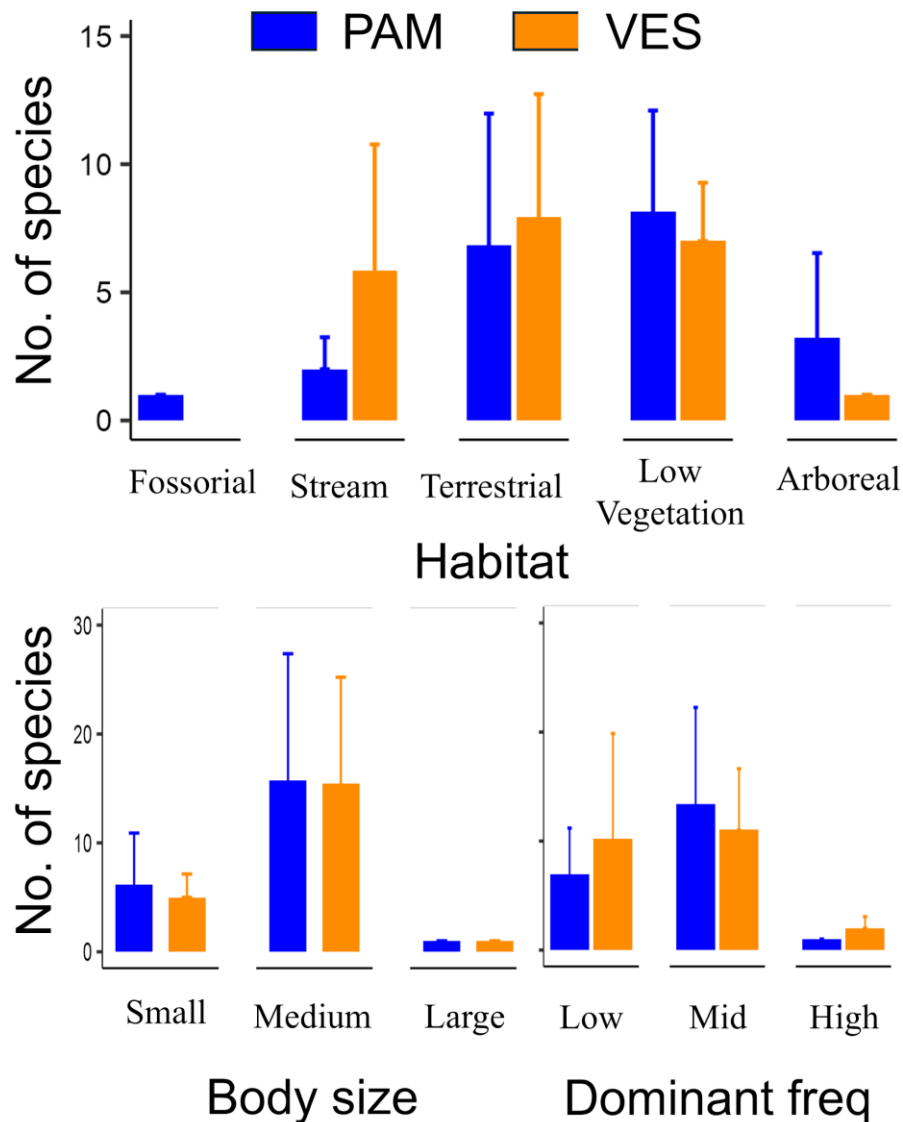 PAM VES
No. of species
15
10
5
0
Fossorial Stream Terrestrial Low Vegetation Arboreal
Habitat
No. of species
30
20
10
0
Small Medium Large Low Mid High
Body size Dominant freq